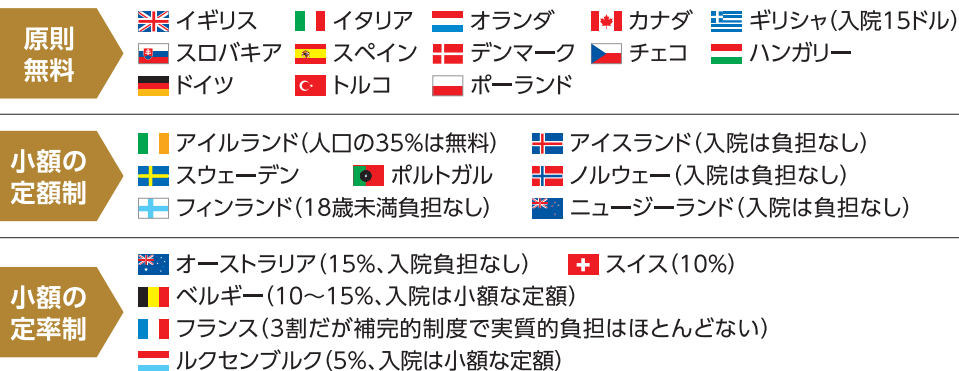 原則
無料
イギリス イタリア オランダ カナダ ギリシャ(入院15ドル)
スロバキア スペイン デンマーク チェコ ハンガリー
ドイツ トルコ ポーランド
小額の
定額制
アイルランド(人口の35%は無料) アイスランド(入院は負担なし)
スウェーデン ポルトガル ノルウェー(入院は負担なし)
フィンランド(18歳未満負担なし) ニュージーランド(入院は負担なし)
小額の
定率制
オーストラリア(15%、入院負担なし) スイス(10%)
ベルギー(10〜15%、入院は小額な定額)
フランス(3割だが補完的制度で実質的負担はほとんどない)
ルクセンブルク(5%、入院は小額な定額)